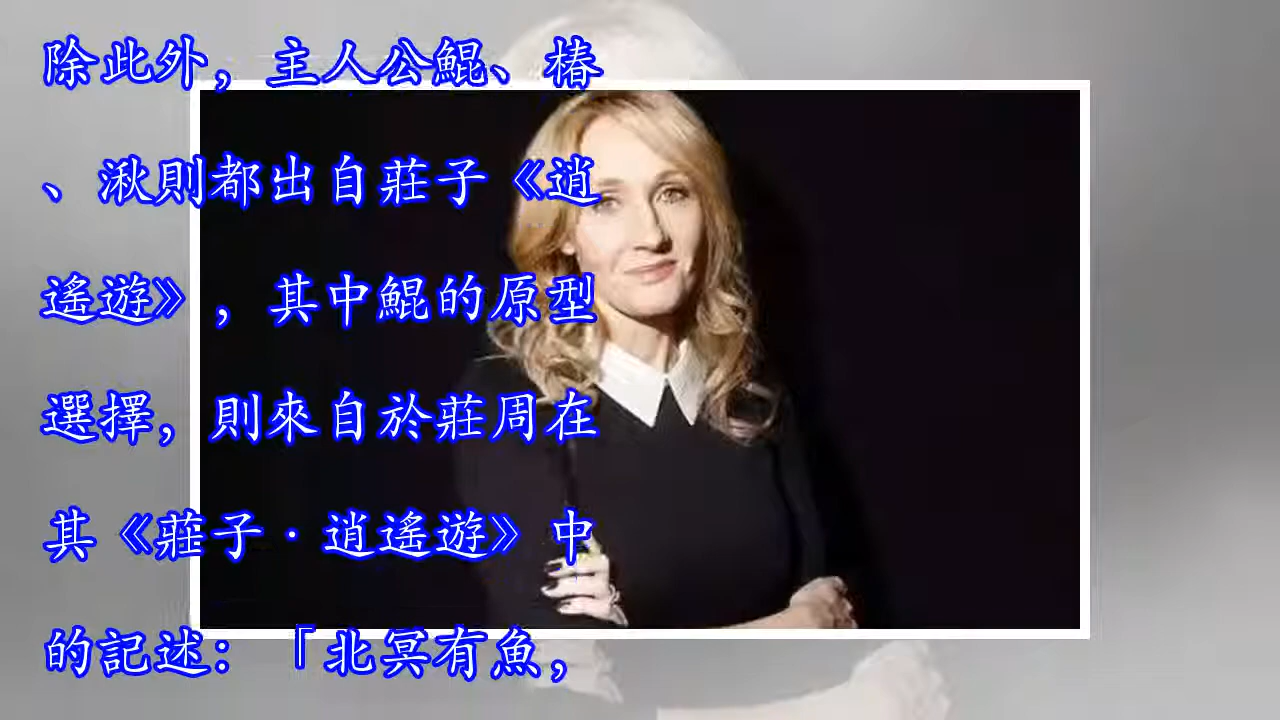 除此外，主人公鯤、椿
、湫則都出自莊子《逍
遙遊》，其中鯤的原型
選擇，則來自於莊周在
其《莊子·逍遙遊》中
的記述：「北冥有魚，